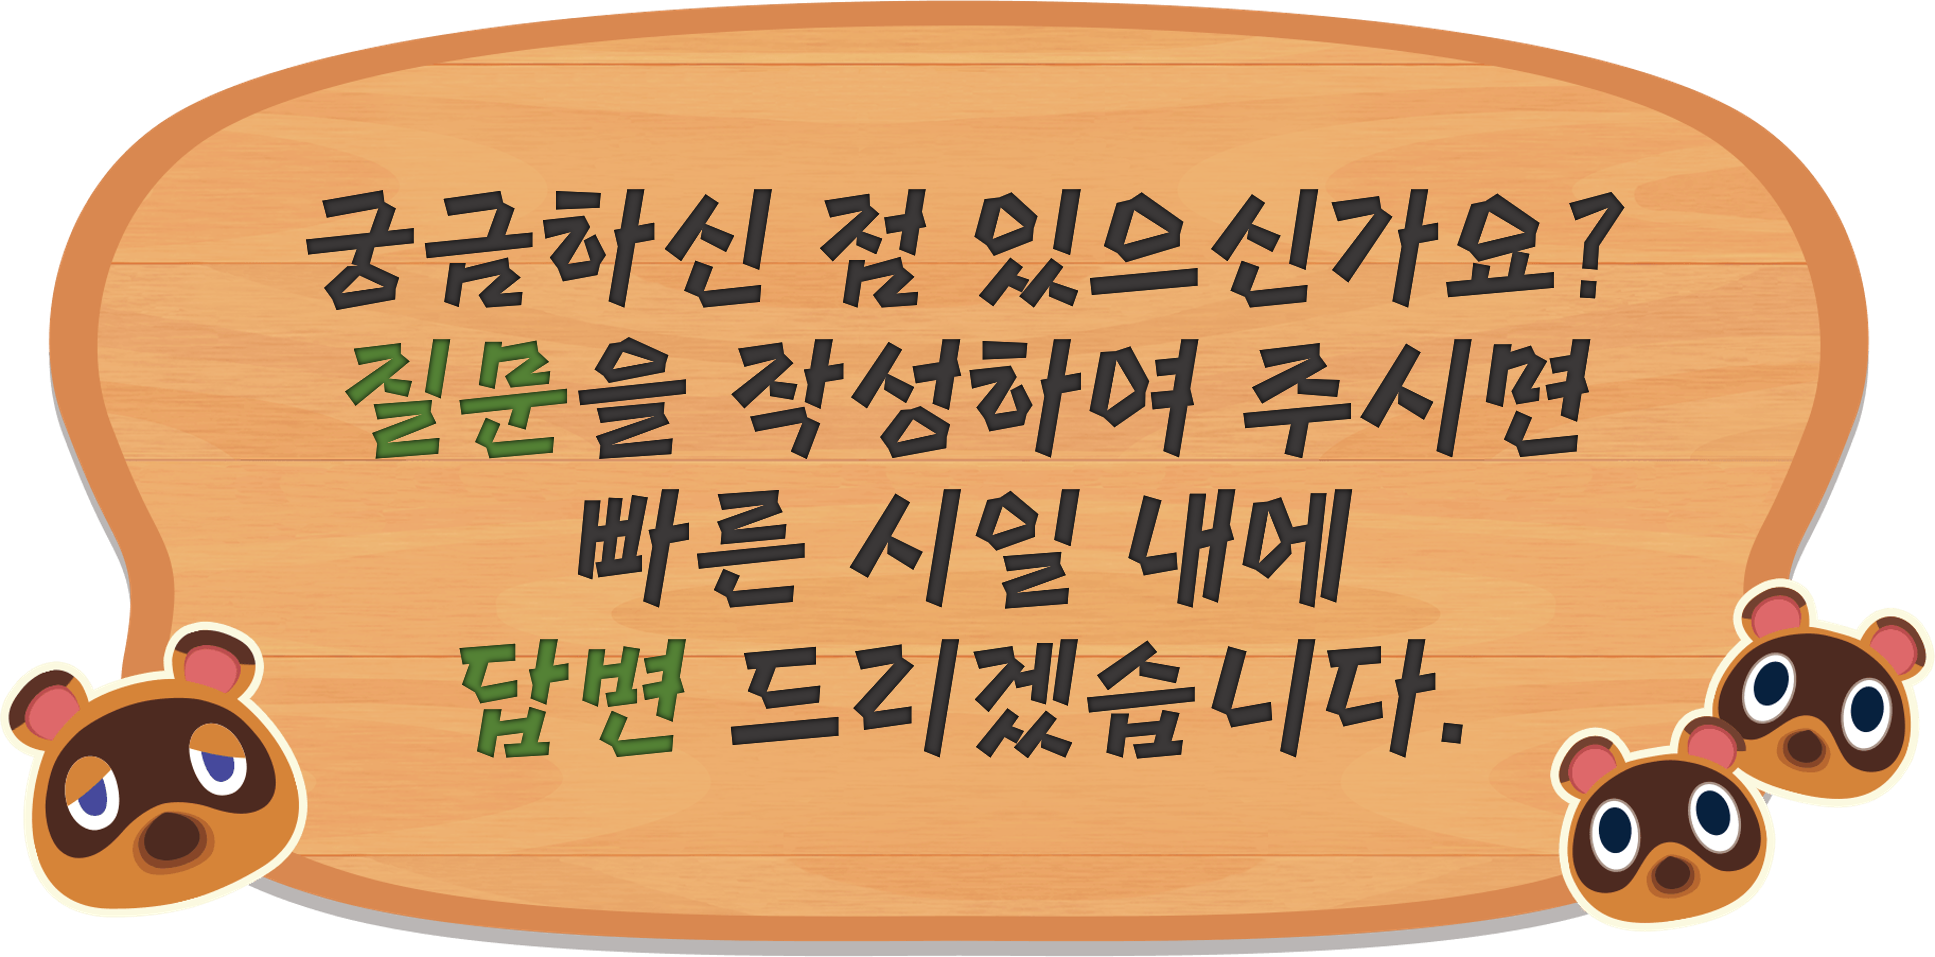 궁금하신 점 있으신가요?
질문을 작성하여 주시면
빠른 시일 내에
답변 드리겠습니다.